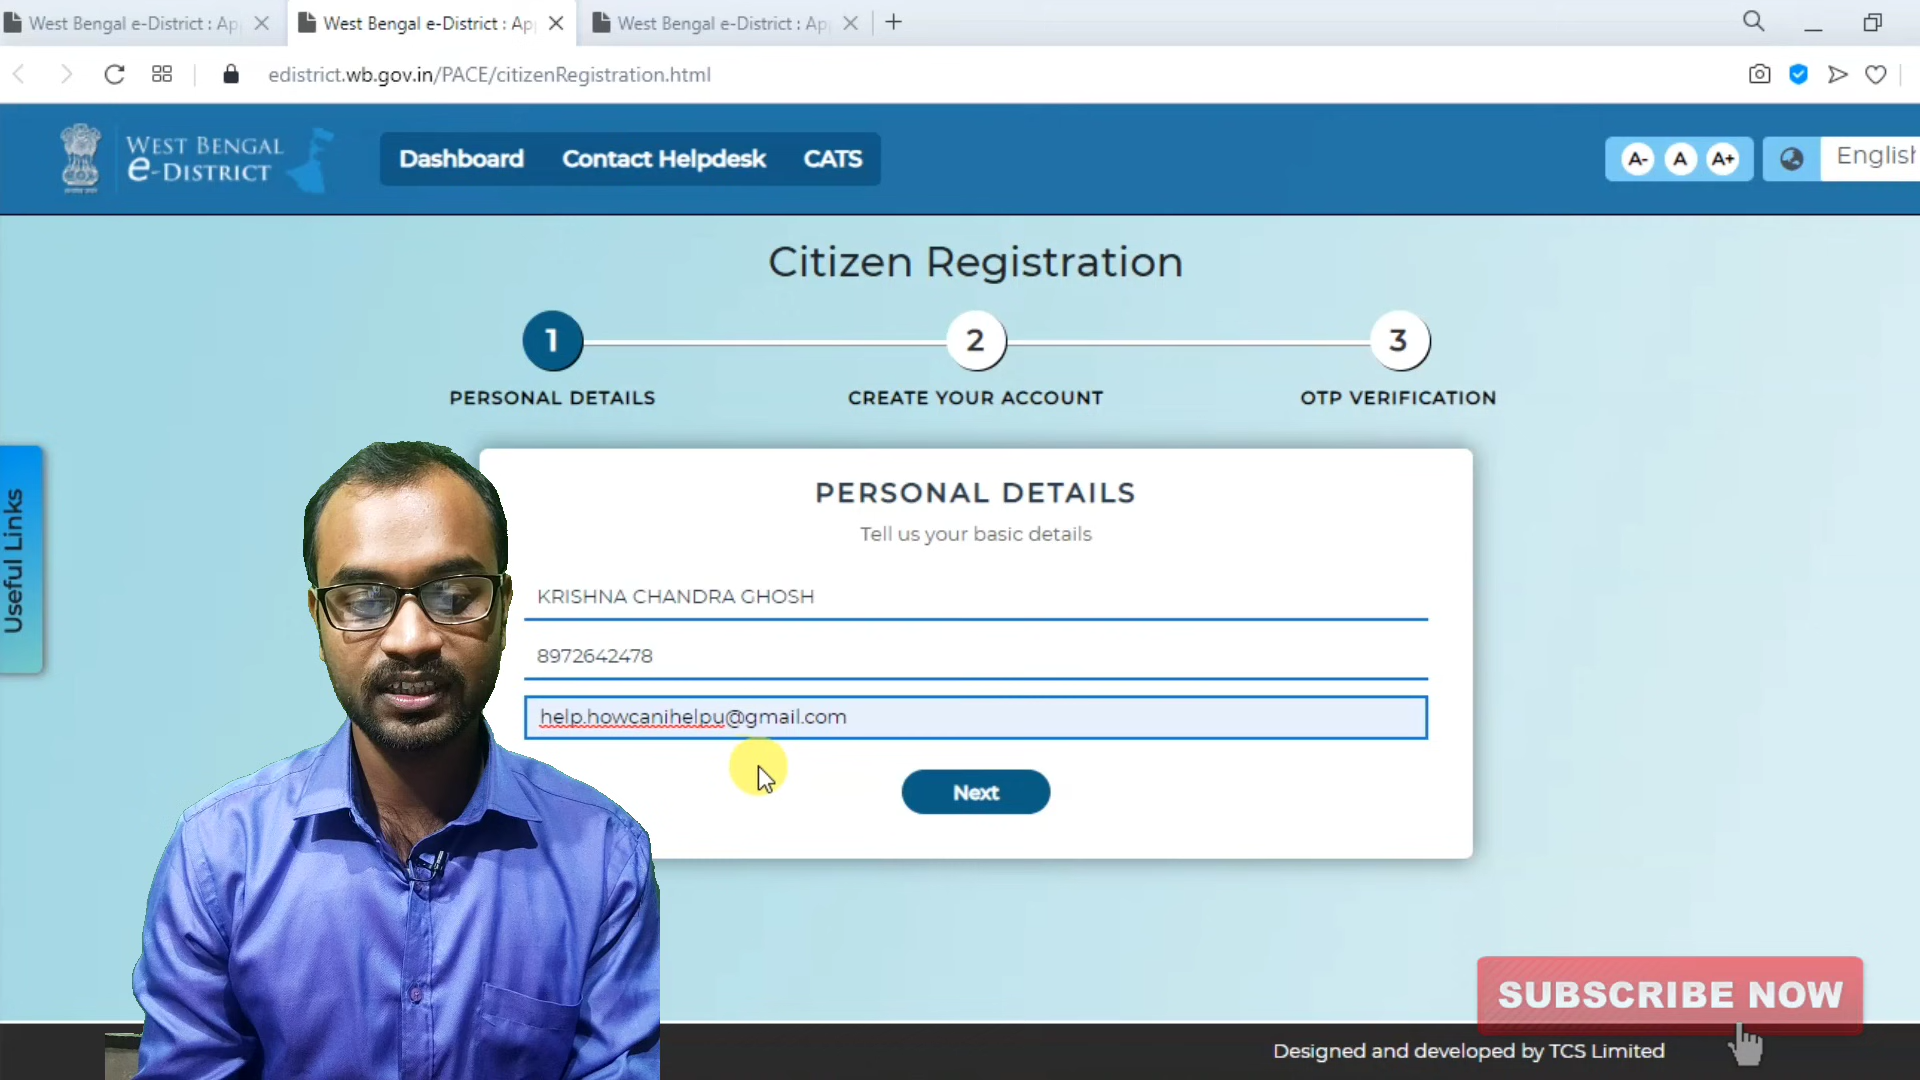 West Bengal e-District : Ap
West Bengal e-District : Ap
West Bengal e-District : Ap
edistrict.wb.gov.in/PACE/citizenRegistration.html
WEST BENGAL
e-DISTRICT
Dashboard
Contact Helpdesk
CATS
A-
A
A+
English
Citizen Registration
1
2
3
PERSONAL DETAILS
CREATE YOUR ACCOUNT
OTP VERIFICATION
Useful Links
PERSONAL DETAILS
Tell us your basic details
KRISHNA CHANDRA GHOSH
8972642478
help.howcanihelpu@gmail.com
Next
SUBSCRIBE NOW
Designed and developed by TCS Limited